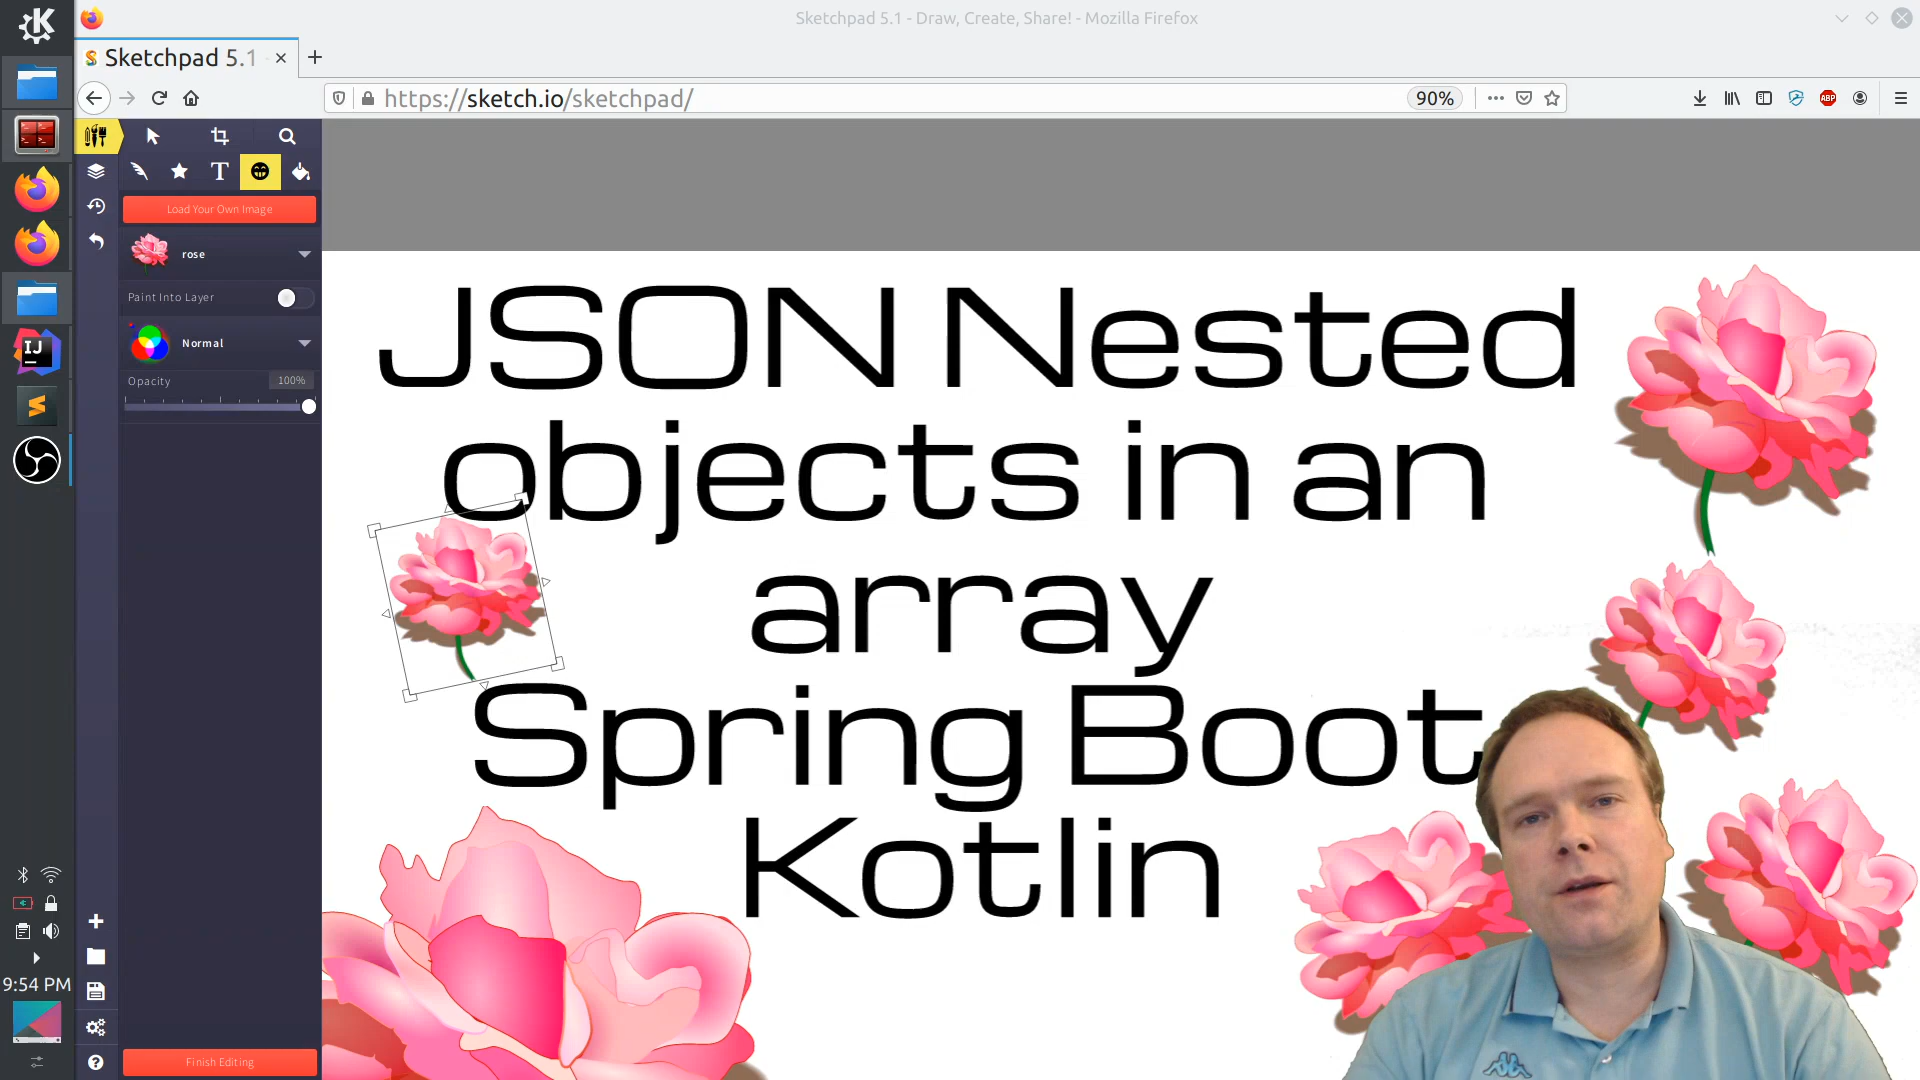 Sketchpad 5.1 - Draw, Create, Share! - Mozilla Firefox
Sketchpad 5.1
https://sketch.io/sketchpad/
90%
ABP
T
Load Your Own Image
rose
Paint Into Layer
Normal
Opacity
100%
IJ
JSON Nested
objects in an
array
Spring Boot
Kotlin
9:54 PM
Finish Editing